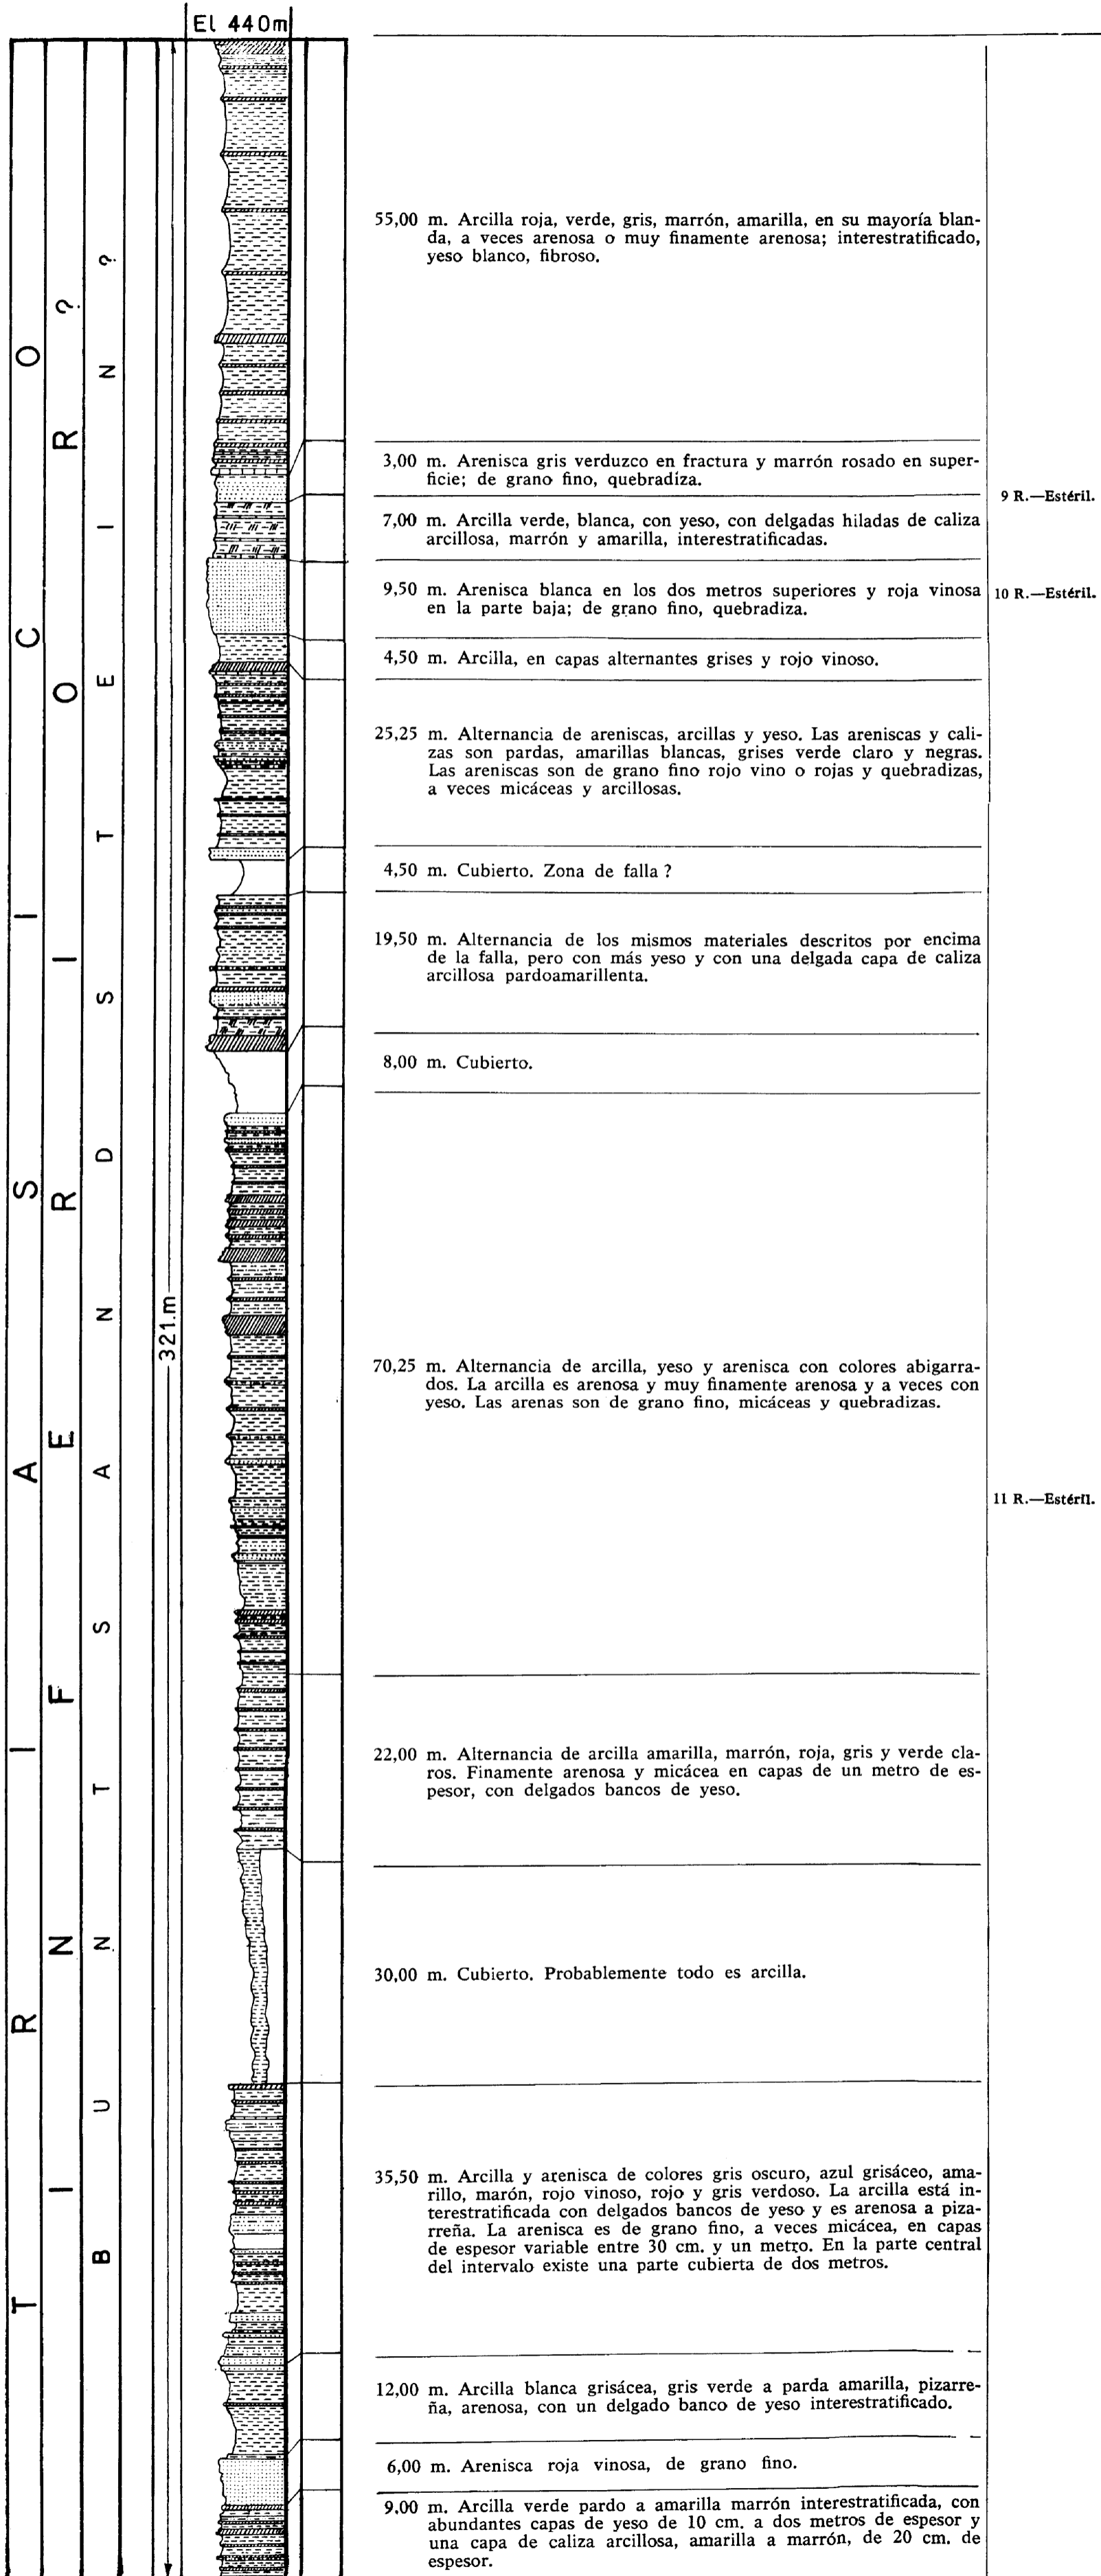 El 440m
TRIASICO
INFERIOR ?
BUNTSANDSTEIN ?
321.m
55,00 m. Arcilla roja, verde, gris, marrón, amarilla, en su mayoría blan-
da, a veces arenosa o muy finamente arenosa; interestratificado,
yeso blanco, fibroso.
3,00 m. Arenisca gris verduzco en fractura y marrón rosado en super-
ficie; de grano fino, quebradiza.
9 R.—Estéril.
7,00 m. Arcilla verde, blanca, con yeso, con delgadas hiladas de caliza
arcillosa, marrón y amarilla, interestratificadas.
9,50 m. Arenisca blanca en los dos metros superiores y roja vinosa
en la parte baja; de grano fino, quebradiza.
10 R.—Estéril.
4,50 m. Arcilla, en capas alternantes grises y rojo vinoso.
25,25 m. Alternancia de areniscas, arcillas y yeso. Las areniscas y cali-
zas son pardas, amarillas blancas, grises verde claro y negras.
Las areniscas son de grano fino rojo vino o rojas y quebradizas,
a veces micáceas y arcillosas.
4,50 m. Cubierto. Zona de falla ?
19,50 m. Alternancia de los mismos materiales descritos por encima
de la falla, pero con más yeso y con una delgada capa de caliza
arcillosa pardoamarillenta.
8,00 m. Cubierto.
70,25 m. Alternancia de arcilla, yeso y arenisca con colores abigarra-
dos. La arcilla es arenosa y muy finamente arenosa y a veces con
yeso. Las arenas son de grano fino, micáceas y quebradizas.
11 R.—Estéril.
22,00 m. Alternancia de arcilla amarilla, marrón, roja, gris y verde cla-
ros. Finamente arenosa y micácea en capas de un metro de es-
pesor, con delgados bancos de yeso.
30,00 m. Cubierto. Probablemente todo es arcilla.
35,50 m. Arcilla y arenisca de colores gris oscuro, azul grisáceo, ama-
rillo, marón, rojo vinoso, rojo y gris verdoso. La arcilla está in-
terestratificada con delgados bancos de yeso y es arenosa a piza-
rreña. La arenisca es de grano fino, a veces micácea, en capas
de espesor variable entre 30 cm. y un metro. En la parte central
del intervalo existe una parte cubierta de dos metros.
12,00 m. Arcilla blanca grisácea, gris verde a parda amarilla, pizarre-
ña, arenosa, con un delgado banco de yeso interestratificado.
6,00 m. Arenisca roja vinosa, de grano fino.
9,00 m. Arcilla verde pardo a amarilla marrón interestratificada, con
abundantes capas de yeso de 10 cm. a dos metros de espesor y
una capa de caliza arcillosa, amarilla a marrón, de 20 cm. de
espesor.